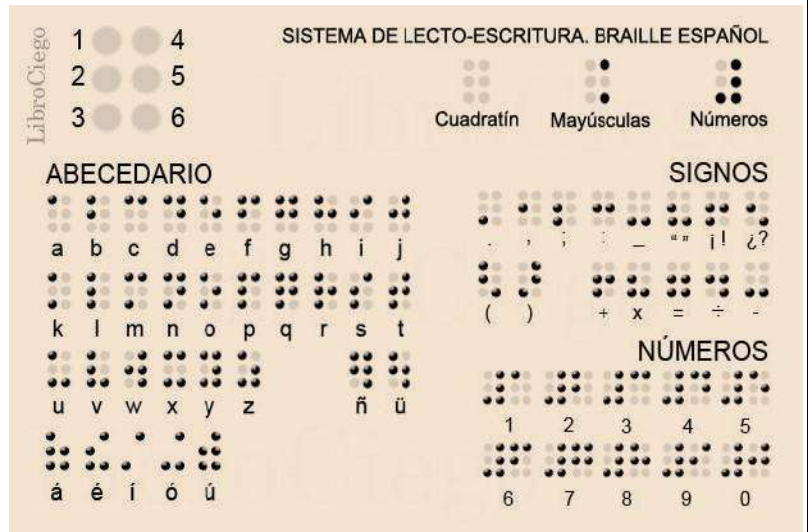 LibroCiego
1 4
2 5
3 6
SISTEMA DE LECTO-ESCRITURA. BRAILLE ESPAÑOL
Cuadratín Mayúsculas Números
ABECEDARIO
a b c d e f g h i j
k l m n o p q r s t
u v w x y z ñ ü
á é í ó ú
SIGNOS
. , ; : _ “ ” ¡ ! ¿?
( ) + x = ÷ -
NÚMEROS
1 2 3 4 5
6 7 8 9 0